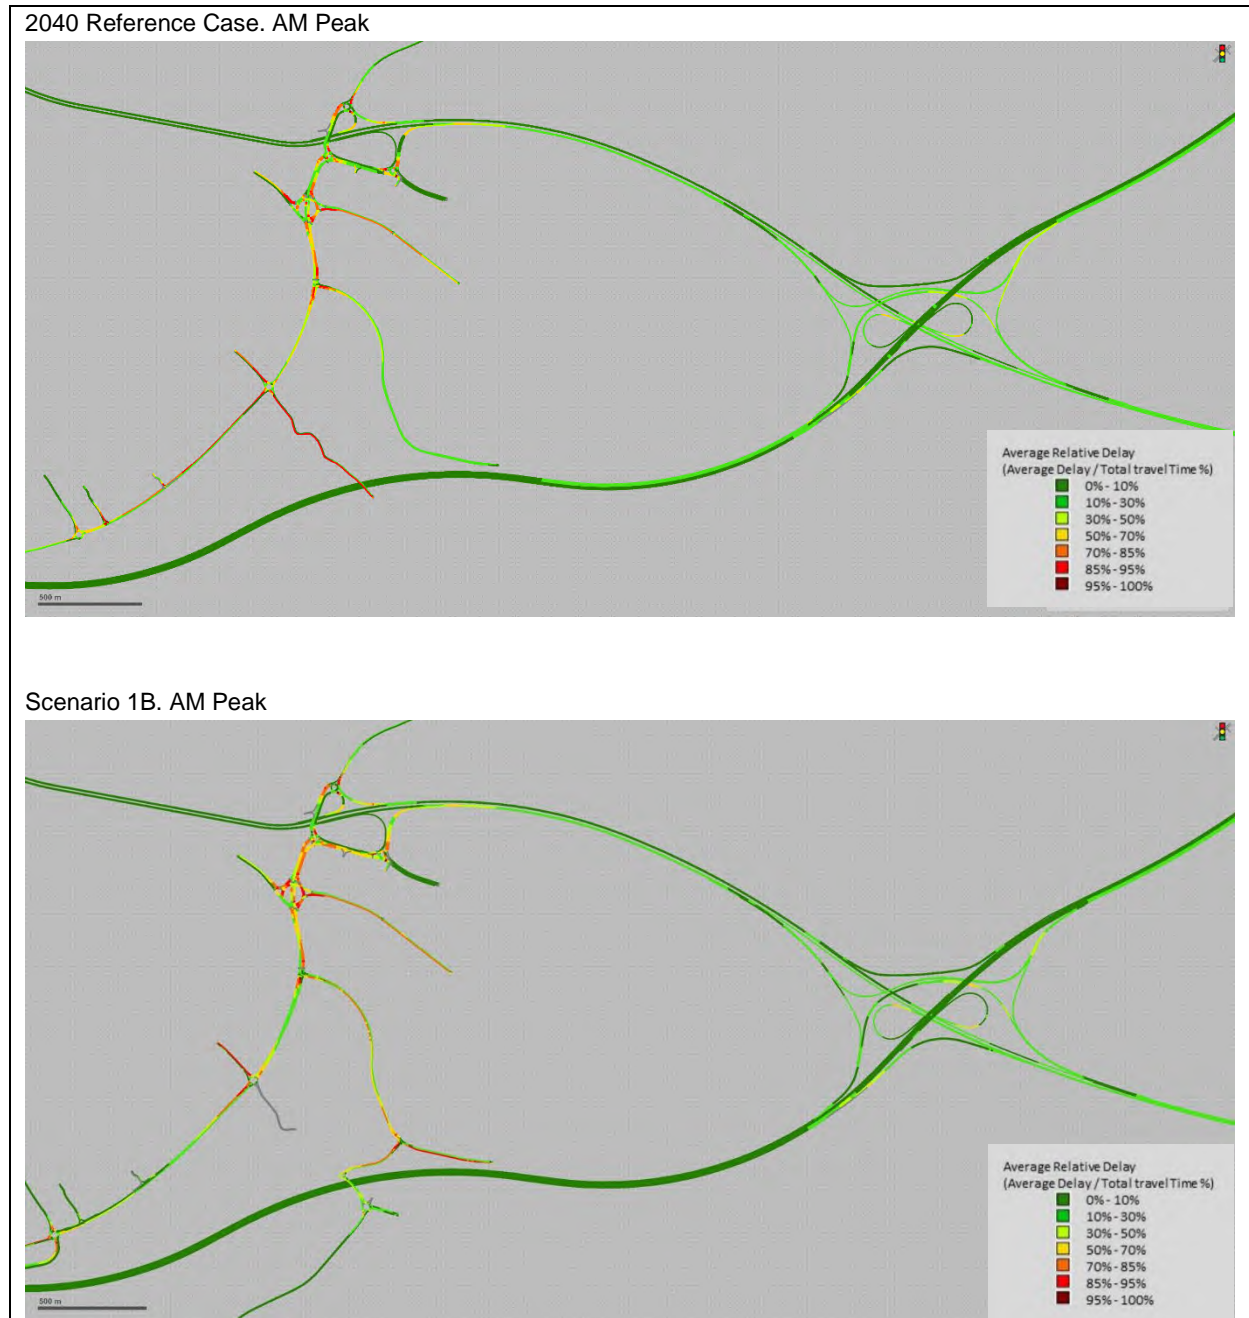 2040 Reference Case. AM Peak
Average Relative Delay
(Average Delay / Total travel Time %)
0% - 10%
10% - 30%
30% - 50%
50% - 70%
70% - 85%
85% - 95%
95% - 100%
500 m
Scenario 1B. AM Peak
Average Relative Delay
(Average Delay / Total travel Time %)
0% - 10%
10% - 30%
30% - 50%
50% - 70%
70% - 85%
85% - 95%
95% - 100%
500 m